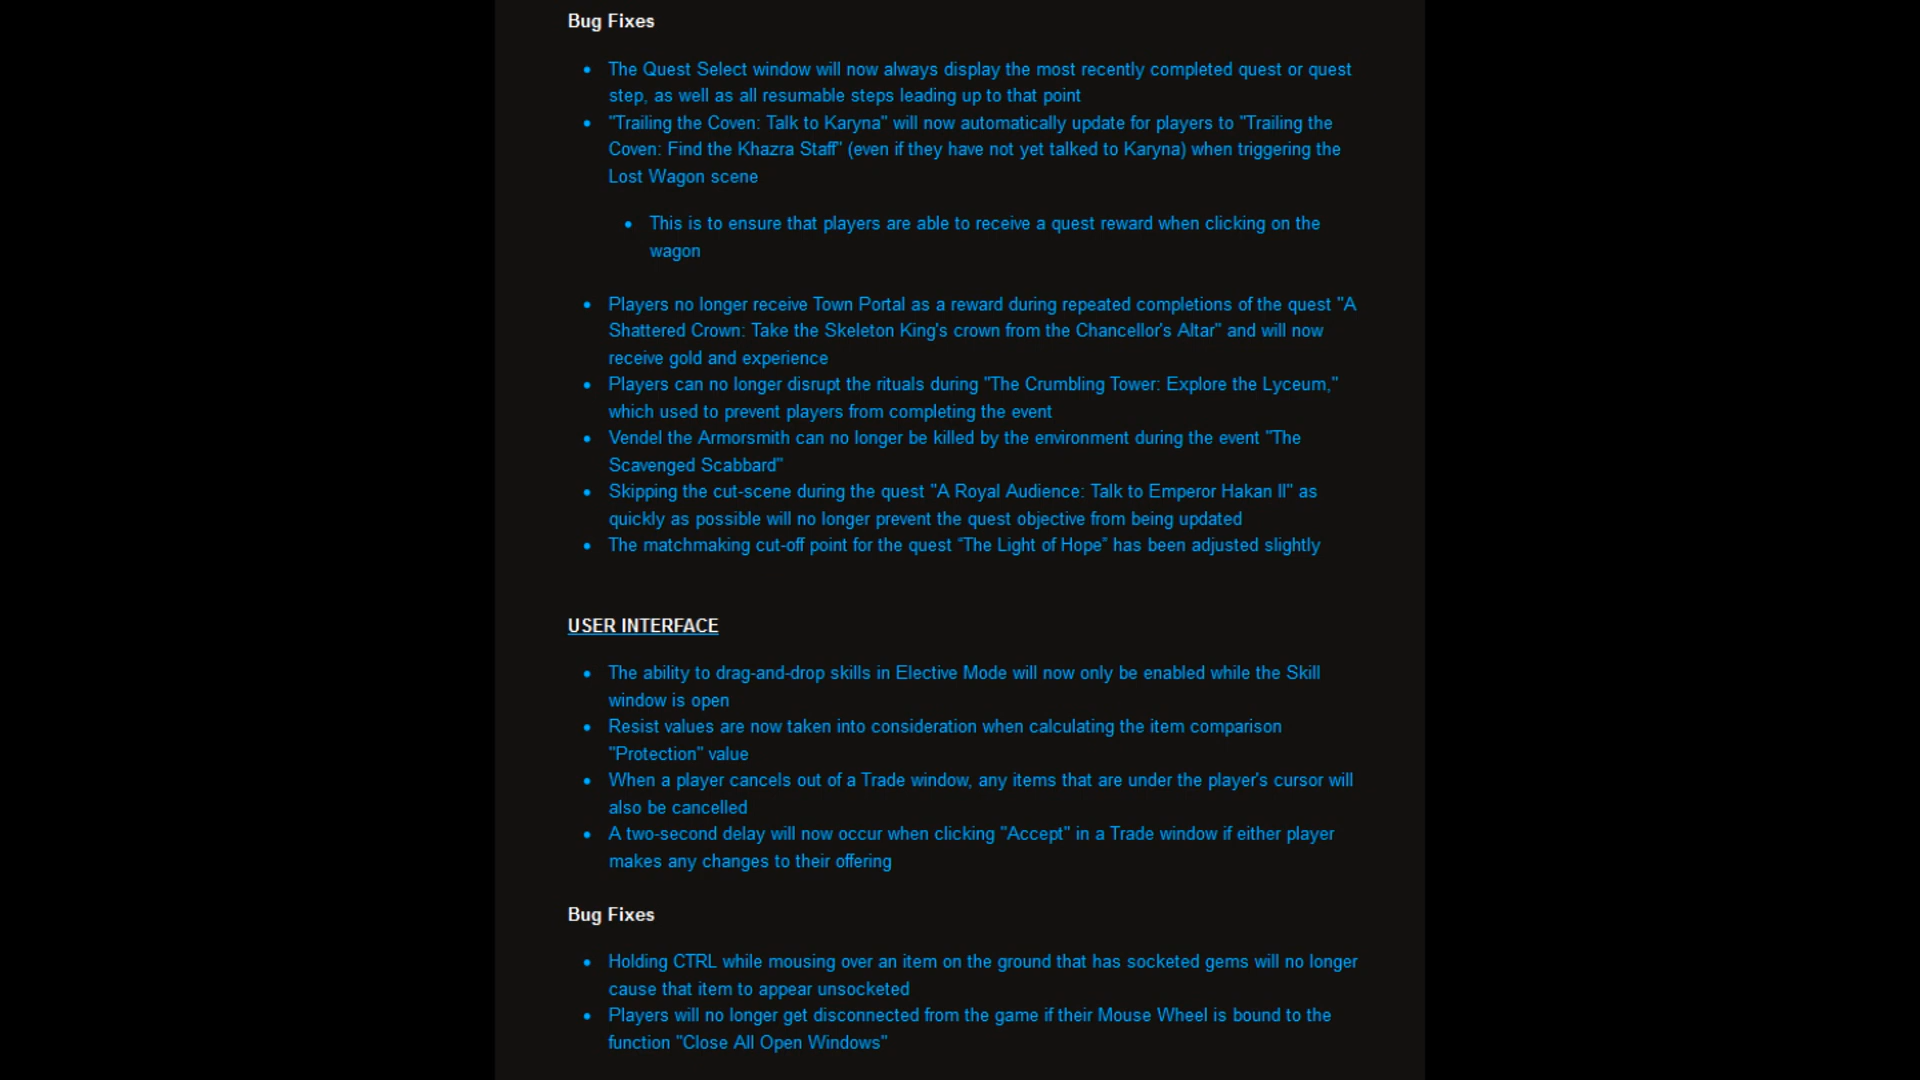 Bug Fixes
The Quest Select window will now always display the most recently completed quest or quest
step, as well as all resumable steps leading up to that point
"Trailing the Coven: Talk to Karyna" will now automatically update for players to "Trailing the
Coven: Find the Khazra Staff" (even if they have not yet talked to Karyna) when triggering the
Lost Wagon scene
This is to ensure that players are able to receive a quest reward when clicking on the
wagon
Players no longer receive Town Portal as a reward during repeated completions of the quest "A
Shattered Crown: Take the Skeleton King's crown from the Chancellor's Altar" and will now
receive gold and experience
Players can no longer disrupt the rituals during "The Crumbling Tower: Explore the Lyceum,"
which used to prevent players from completing the event
Vendel the Armorsmith can no longer be killed by the environment during the event "The
Scavenged Scabbard"
Skipping the cut-scene during the quest "A Royal Audience: Talk to Emperor Hakan II" as
quickly as possible will no longer prevent the quest objective from being updated
The matchmaking cut-off point for the quest “The Light of Hope” has been adjusted slightly
USER INTERFACE
The ability to drag-and-drop skills in Elective Mode will now only be enabled while the Skill
window is open
Resist values are now taken into consideration when calculating the item comparison
"Protection" value
When a player cancels out of a Trade window, any items that are under the player's cursor will
also be cancelled
A two-second delay will now occur when clicking "Accept" in a Trade window if either player
makes any changes to their offering
Bug Fixes
Holding CTRL while mousing over an item on the ground that has socketed gems will no longer
cause that item to appear unsocketed
Players will no longer get disconnected from the game if their Mouse Wheel is bound to the
function "Close All Open Windows"